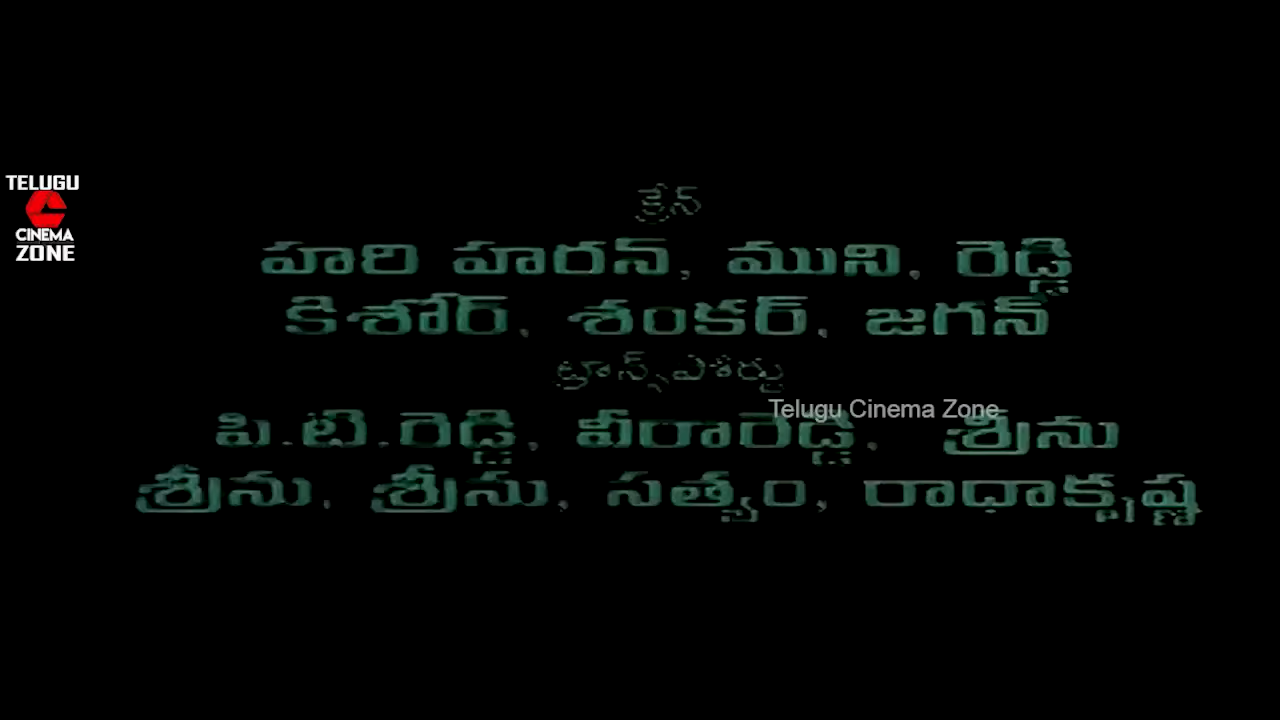 TELUGU
CINEMA
ZONE
క్రేన్
హరి హరన్, ముని, రెడ్డి
కిశోర్, శంకర్, జగన్
ట్రాన్స్‌పోర్టు
Telugu Cinema Zone
పి.టి.రెడ్డి, వీరారెడ్డి, శ్రీను
శ్రీను, శ్రీను, సత్యం, రాధాకృష్ణ